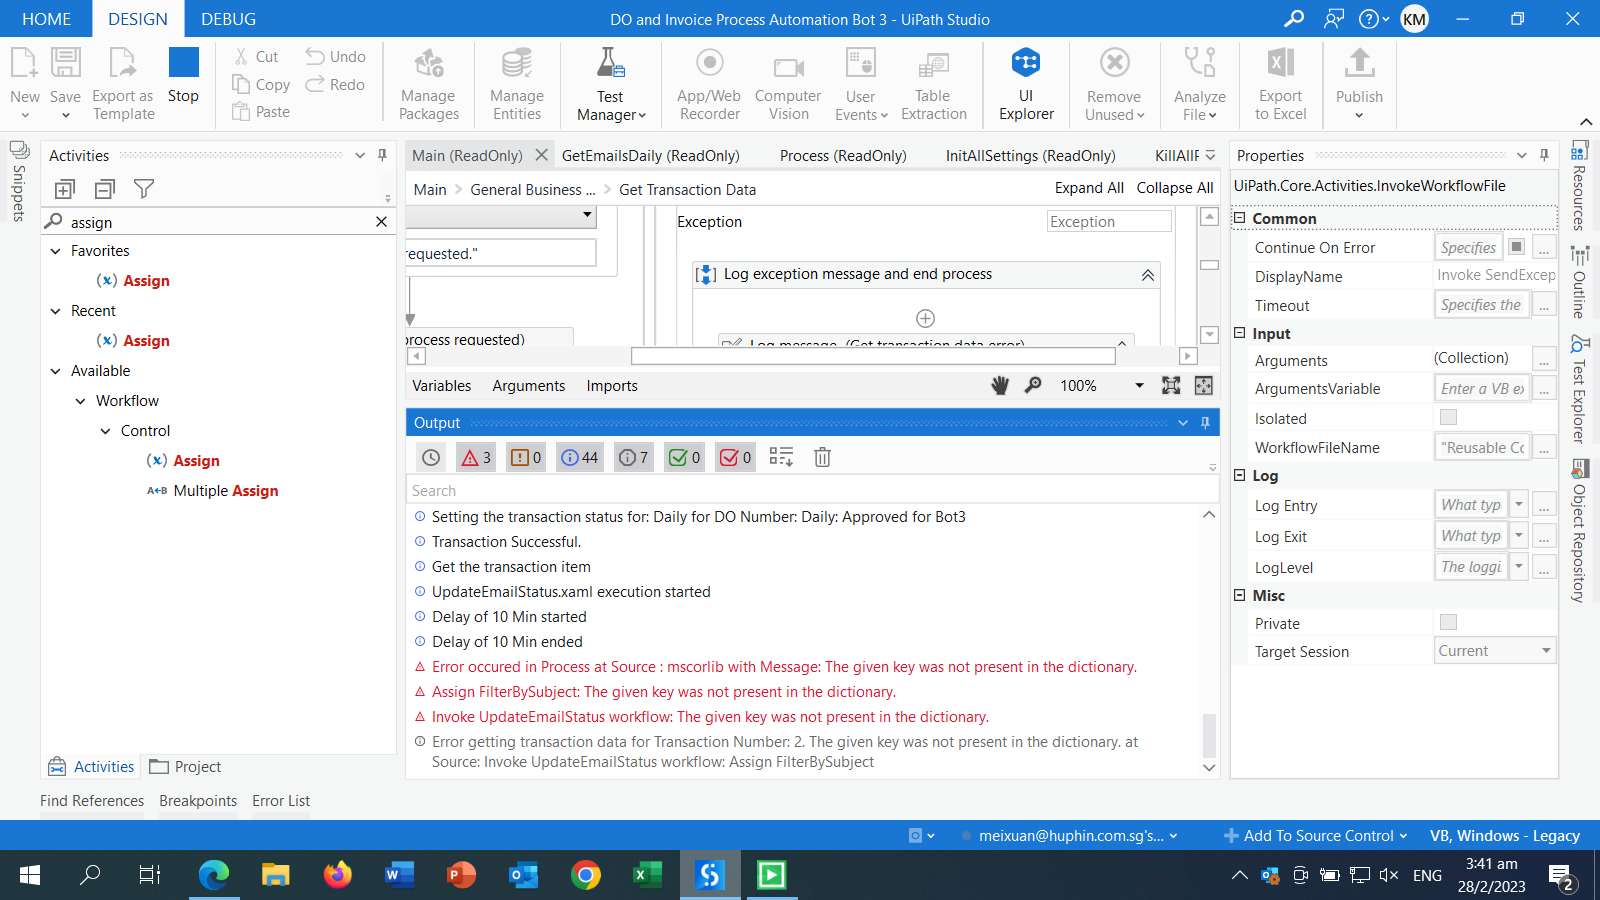 HOME
DESIGN
DEBUG
DO and Invoice Process Automation Bot 3 - UiPath Studio
KM
New
Save
Export as
Template
Stop
Cut
Copy
Paste
Undo
Redo
Manage
Packages
Manage
Entities
Test
Manager
App/Web
Recorder
Computer
Vision
User
Events
Table
Extraction
UI
Explorer
Remove
Unused
Analyze
File
Export
to Excel
Publish
Snippets
Activities
assign
Favorites
Assign
Recent
Assign
Available
Workflow
Control
Assign
Multiple Assign
Activities
Project
Find References
Breakpoints
Error List
Main (ReadOnly)
GetEmailsDaily (ReadOnly)
Process (ReadOnly)
InitAllSettings (ReadOnly)
KillAllF
Main > General Business ... > Get Transaction Data
Expand All
Collapse All
requested."
process requested)
Exception
Exception
Log exception message and end process
Log message (Get transaction data error)
Variables
Arguments
Imports
100%
Output
3
0
44
7
0
0
Search
Setting the transaction status for: Daily for DO Number: Daily: Approved for Bot3
Transaction Successful.
Get the transaction item
UpdateEmailStatus.xaml execution started
Delay of 10 Min started
Delay of 10 Min ended
Error occured in Process at Source : mscorlib with Message: The given key was not present in the dictionary.
Assign FilterBySubject: The given key was not present in the dictionary.
Invoke UpdateEmailStatus workflow: The given key was not present in the dictionary.
Error getting transaction data for Transaction Number: 2. The given key was not present in the dictionary. at
Source: Invoke UpdateEmailStatus workflow: Assign FilterBySubject
Properties
UiPath.Core.Activities.InvokeWorkflowFile
Common
Continue On Error
Specifies
...
DisplayName
Invoke SendExcep
Timeout
Specifies the
...
Input
Arguments
(Collection)
...
ArgumentsVariable
Enter a VB ex
...
Isolated
WorkflowFileName
"Reusable Co
...
Log
Log Entry
What typ
...
Log Exit
What typ
...
LogLevel
The loggi
...
Misc
Private
Target Session
Current
Resources
Outline
Test Explorer
Object Repository
meixuan@huphin.com.sg's...
Add To Source Control
VB, Windows - Legacy
ENG
3:41 am
28/2/2023
2